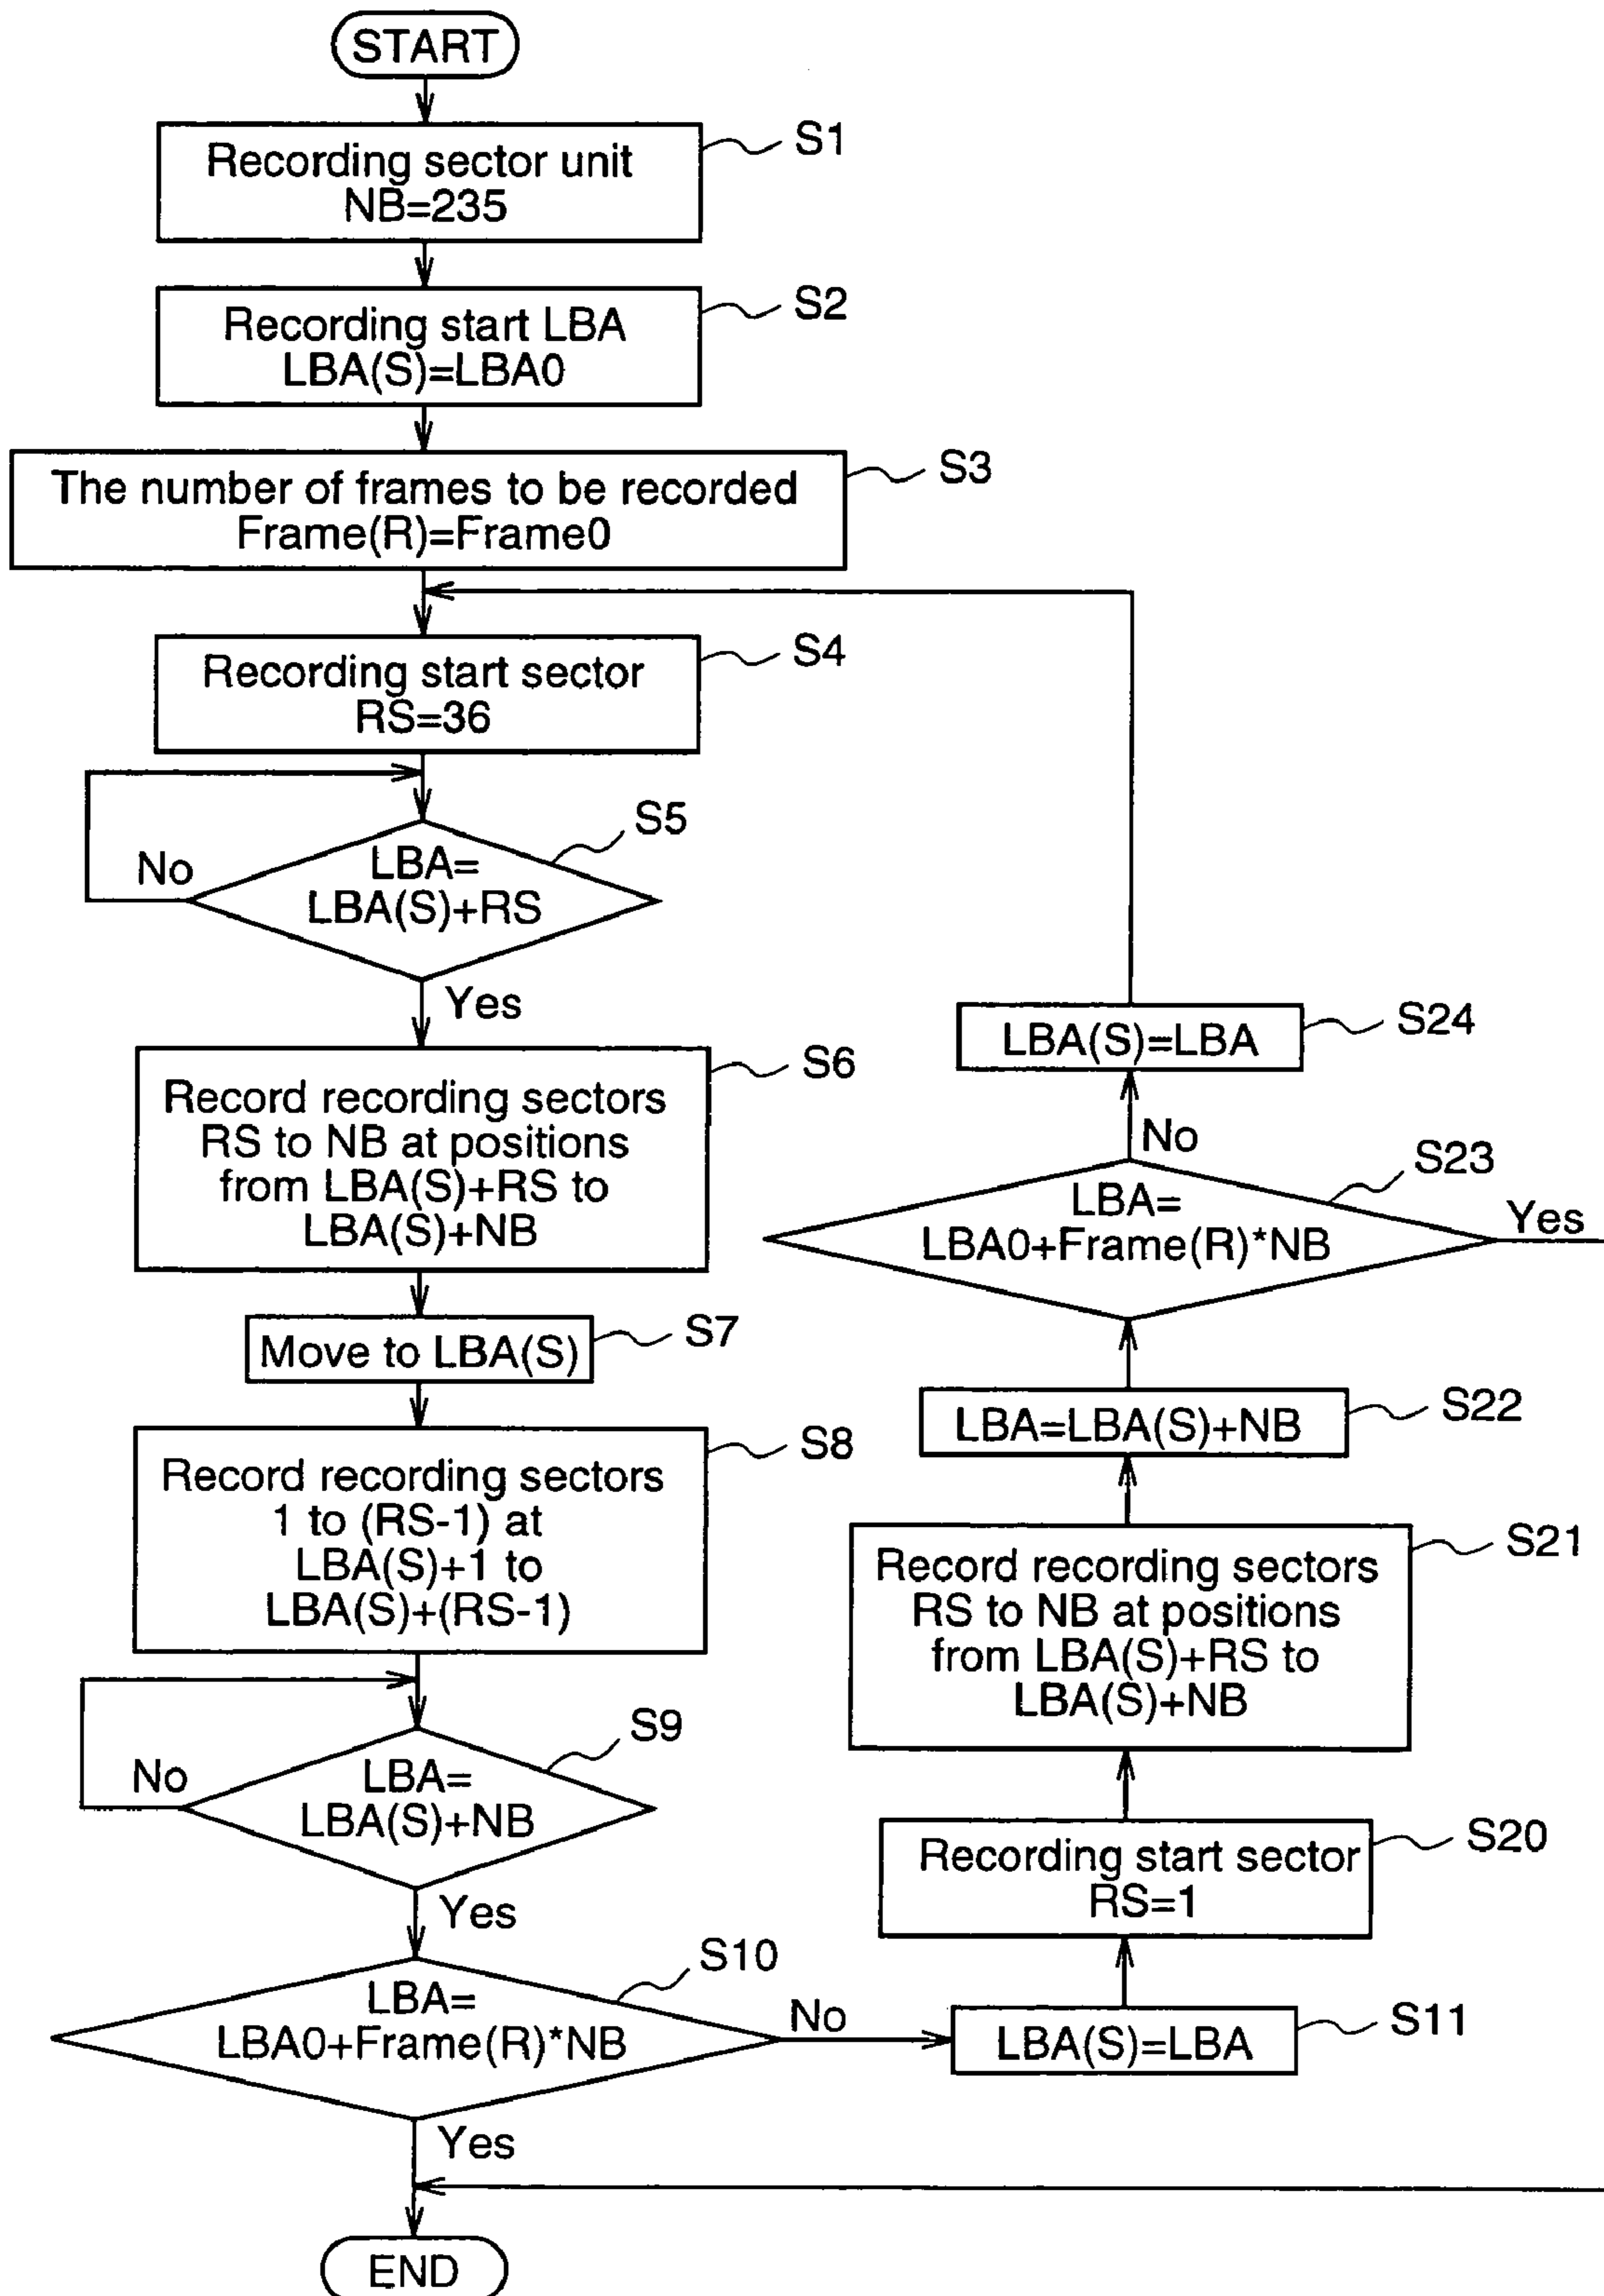 START
S1
Recording sector unit
NB=235
S2
Recording start LBA
LBA(S)=LBA0
S3
The number of frames to be recorded
Frame(R)=Frame0
S4
Recording start sector
RS=36
S5
LBA=
LBA(S)+RS
No
Yes
S6
Record recording sectors
RS to NB at positions
from LBA(S)+RS to
LBA(S)+NB
S7
Move to LBA(S)
S8
Record recording sectors
1 to (RS-1) at
LBA(S)+1 to
LBA(S)+(RS-1)
S9
LBA=
LBA(S)+NB
No
Yes
S10
LBA=
LBA0+Frame(R)*NB
No
Yes
S11
LBA(S)=LBA
S20
Recording start sector
RS=1
S21
Record recording sectors
RS to NB at positions
from LBA(S)+RS to
LBA(S)+NB
S22
LBA=LBA(S)+NB
S23
LBA=
LBA0+Frame(R)*NB
Yes
No
S24
LBA(S)=LBA
END